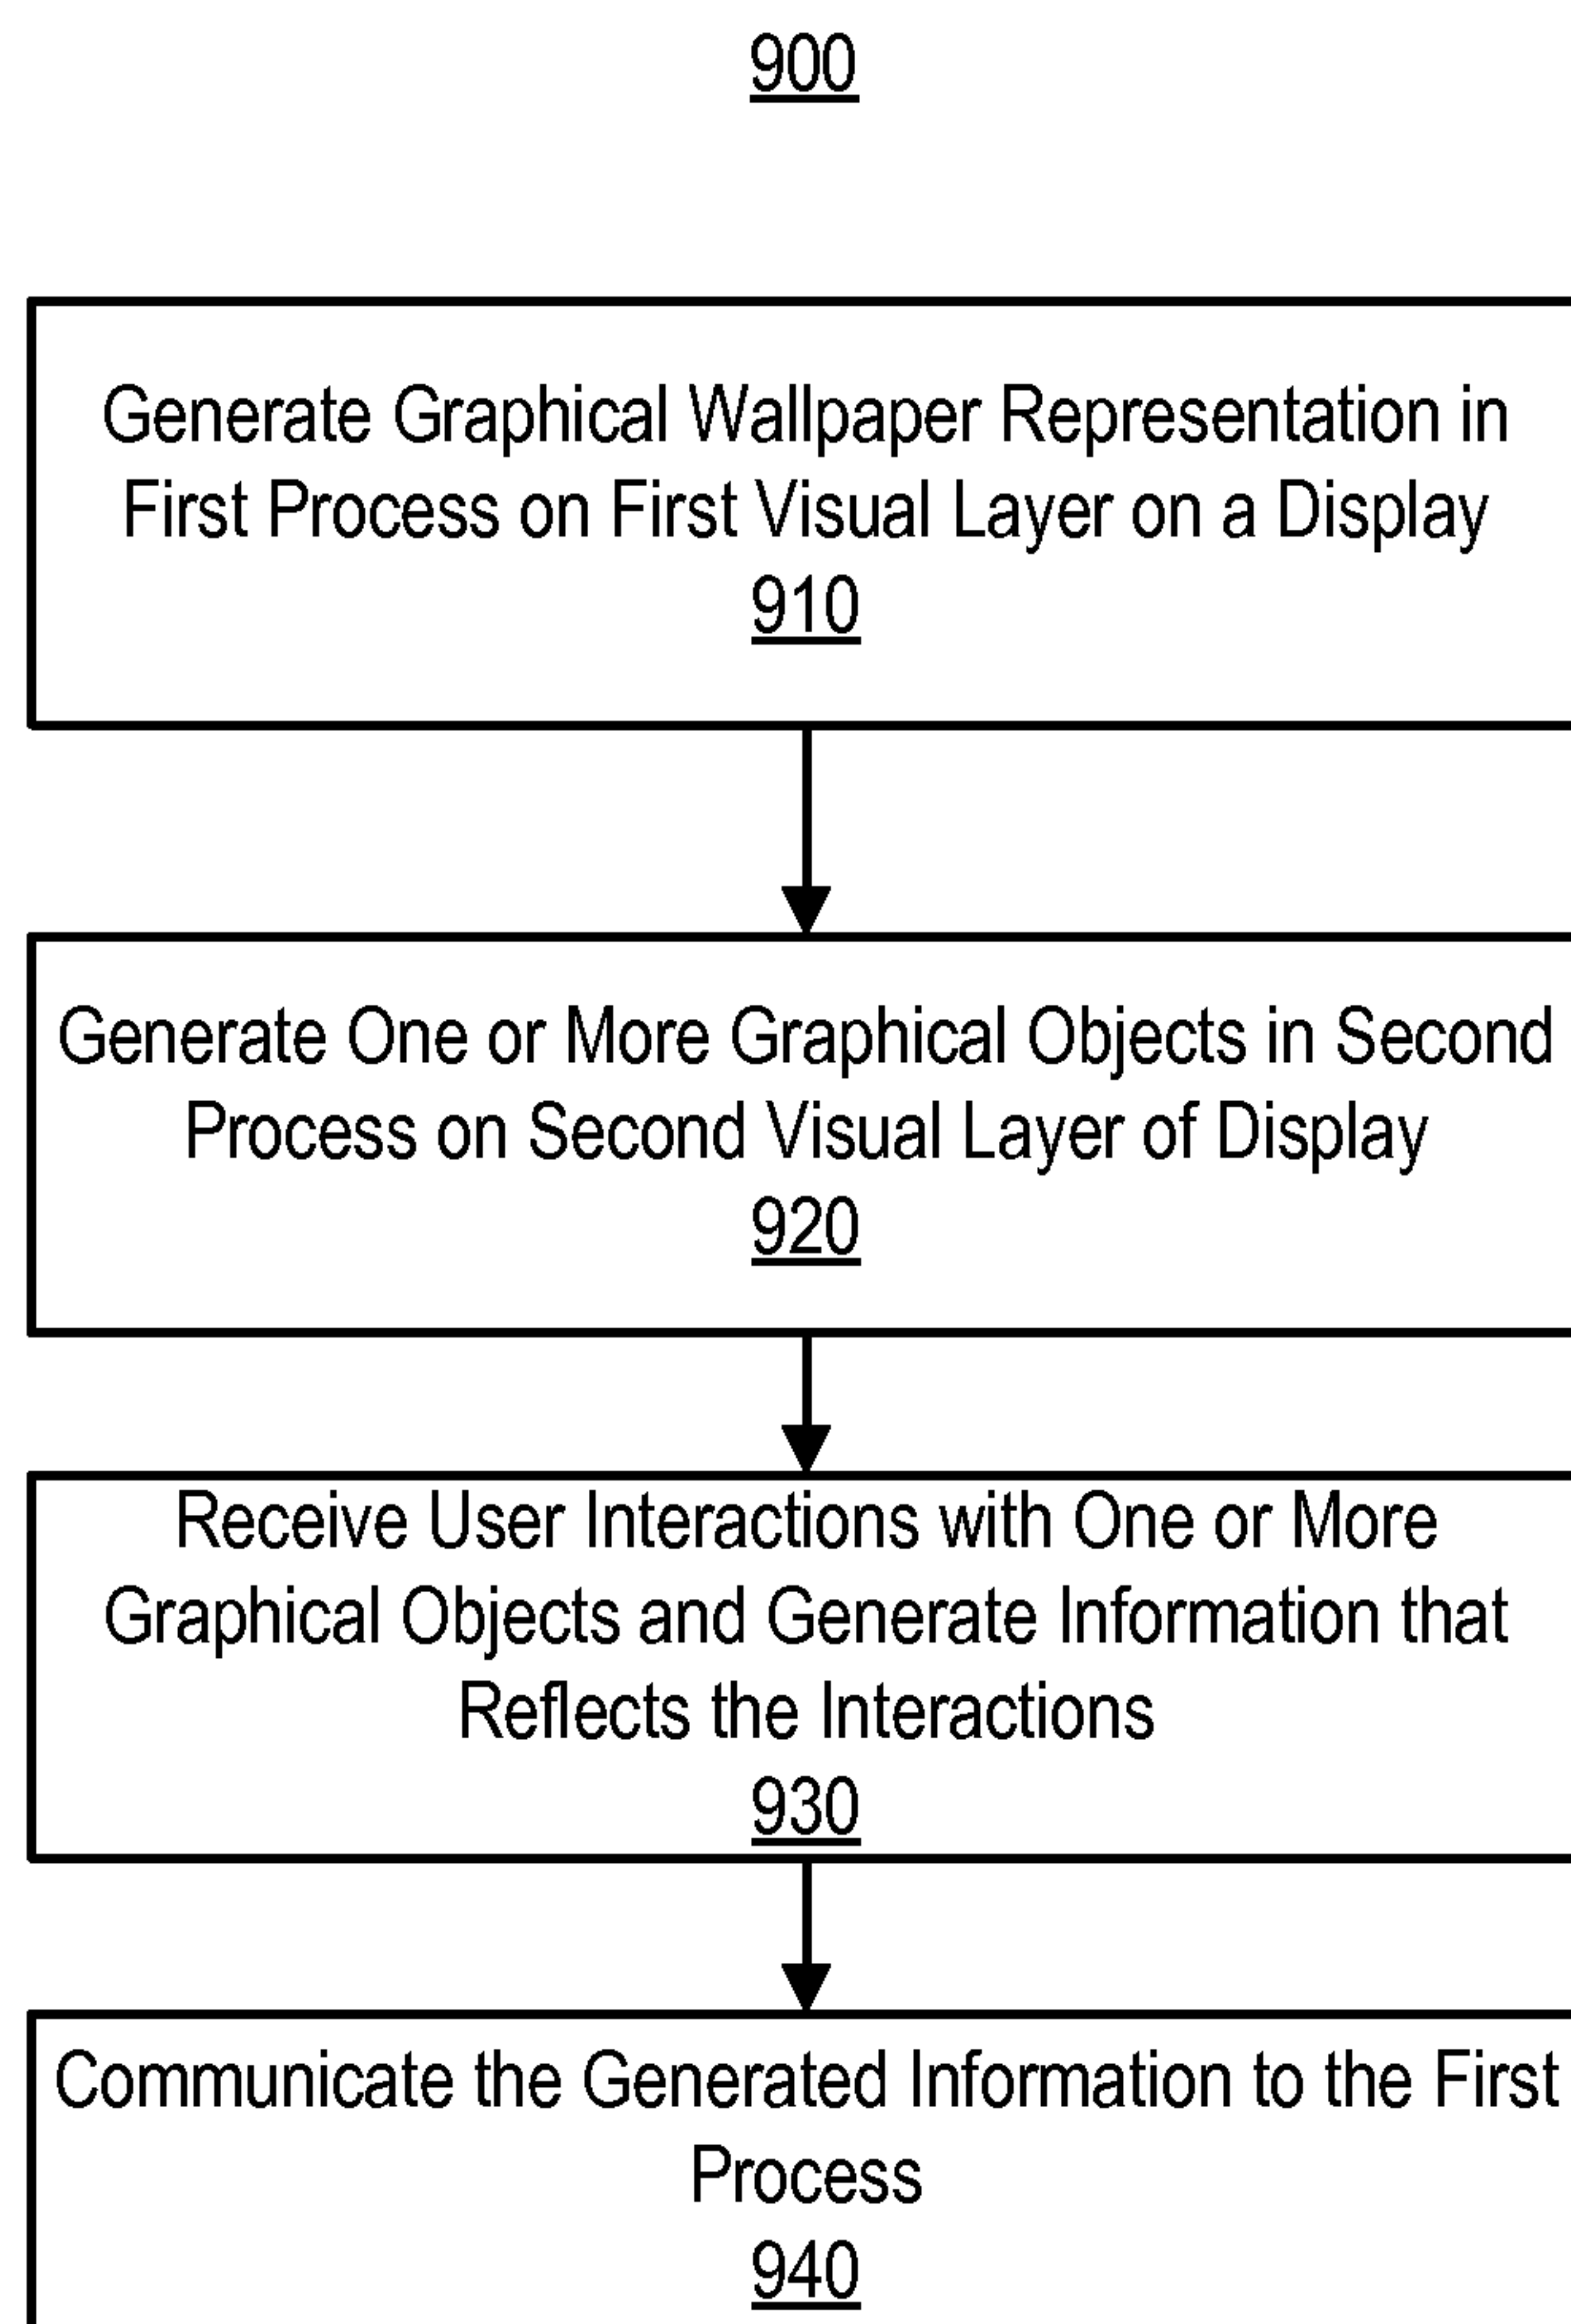 900
Generate Graphical Wallpaper Representation in
First Process on First Visual Layer on a Display
910
Generate One or More Graphical Objects in Second
Process on Second Visual Layer of Display
920
Receive User Interactions with One or More
Graphical Objects and Generate Information that
Reflects the Interactions
930
Communicate the Generated Information to the First
Process
940